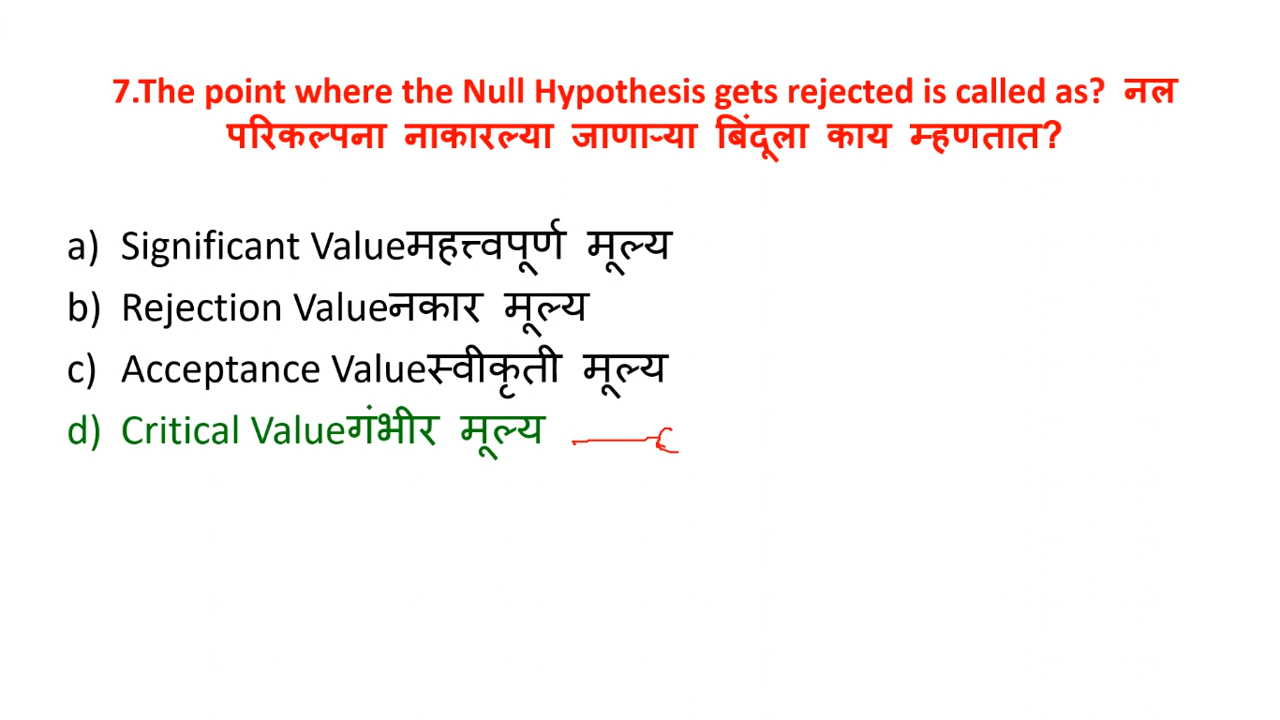 7.The point where the Null Hypothesis gets rejected is called as? नल
परिकल्पना नाकारल्या जाणाऱ्या बिंदूला काय म्हणतात?
a) Significant Valueमहत्त्वपूर्ण मूल्य
b) Rejection Valueनकार मूल्य
c) Acceptance Valueस्वीकृती मूल्य
d) Critical Valueगंभीर मूल्य